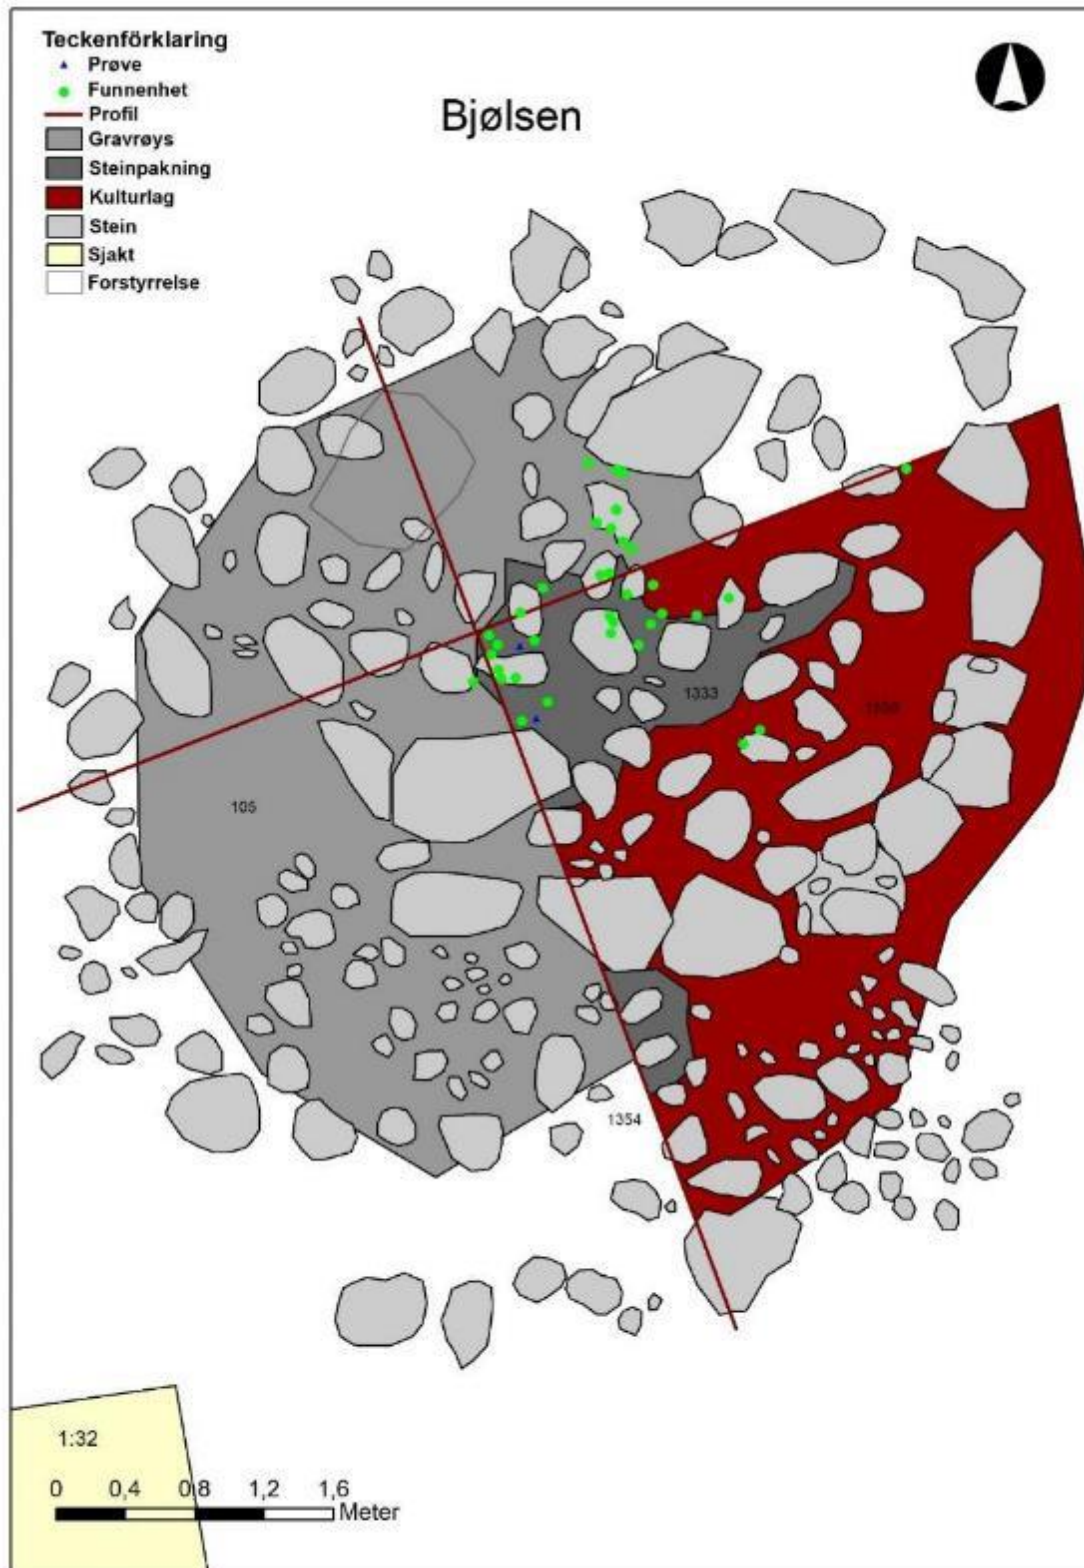 Teckenförklaring
Prøve
Funnenhet
Profil
Gravrøys
Steinpakning
Kulturlag
Stein
Sjakt
Forstyrrelse
Bjølsen
1333
105
1354
1:32
0 0,4 0,8 1,2 1,6
Meter